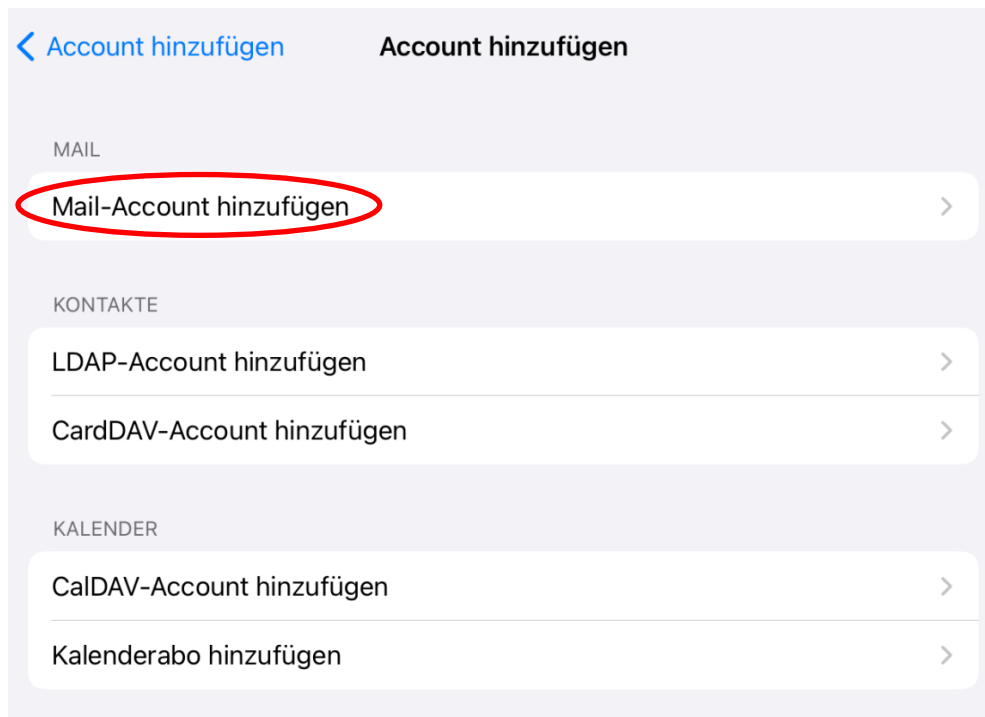 Account hinzufügen
Account hinzufügen
MAIL
Mail-Account hinzufügen
KONTAKTE
LDAP-Account hinzufügen
CardDAV-Account hinzufügen
KALENDER
CalDAV-Account hinzufügen
Kalenderabo hinzufügen